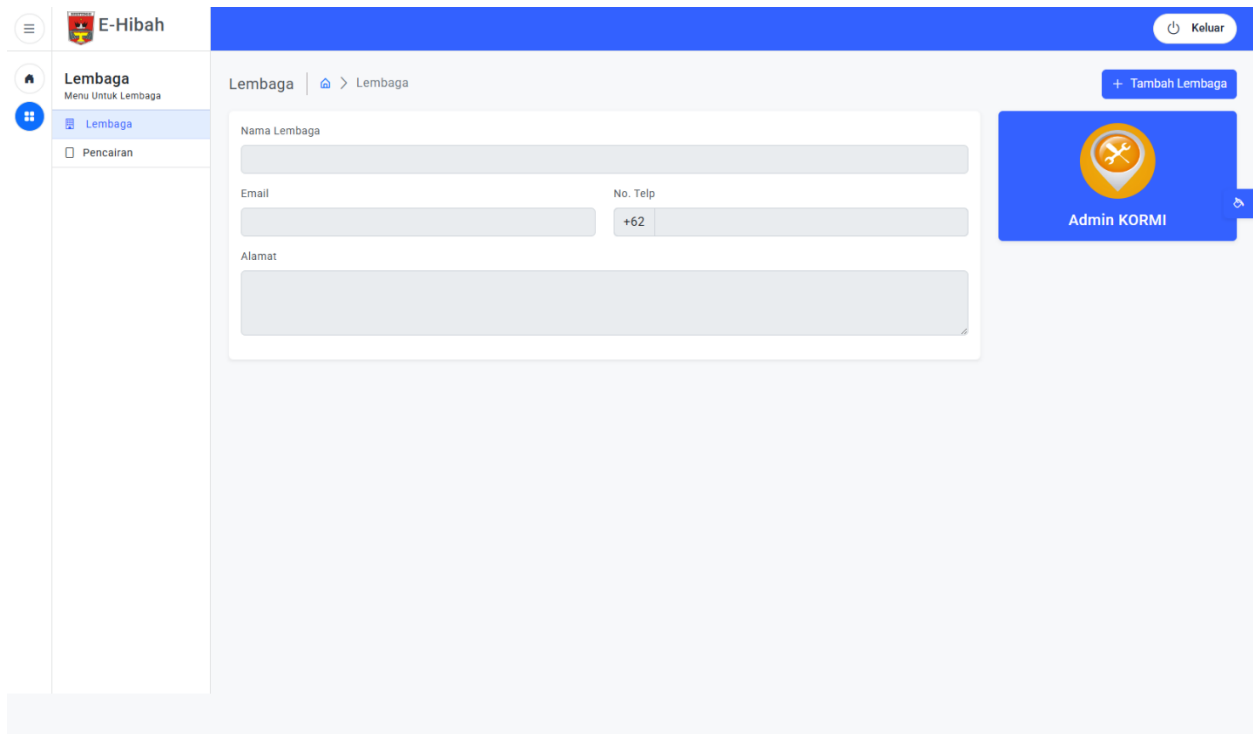 E-Hibah
Keluar
Lembaga
Menu Untuk Lembaga
Lembaga
Pencairan
Lembaga
Lembaga
+ Tambah Lembaga
Nama Lembaga
Email
No. Telp
+62
Alamat
Admin KORMI